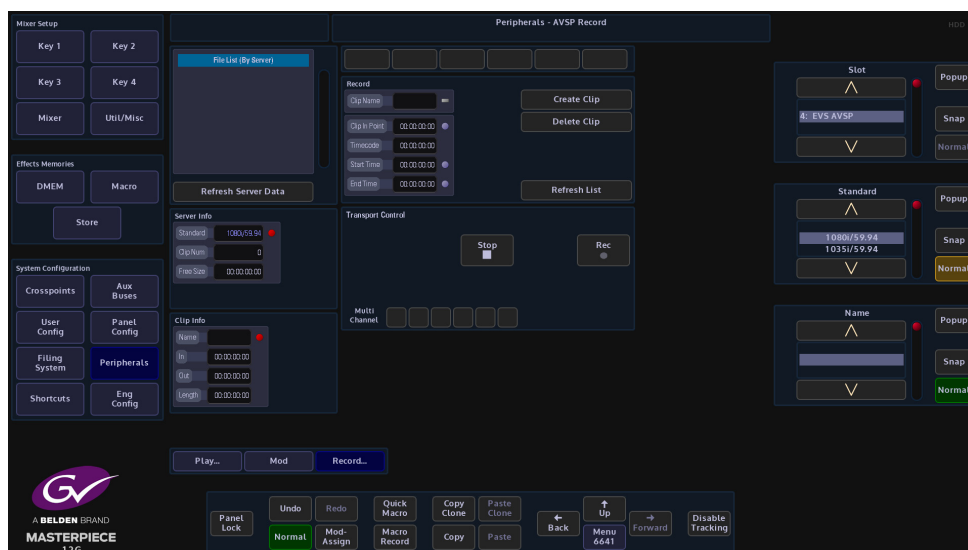 Peripherals - AVSP Record
HDD
Mixer Setup
Key 1
Key 2
Key 3
Key 4
Mixer
Util/Misc
Effects Memories
DMEM
Macro
Store
System Configuration
Crosspoints
Aux
Buses
User
Config
Panel
Config
Filing
System
Peripherals
Shortcuts
Eng
Config
File List (By Server)
Refresh Server Data
Server Info
Standard
1080i/59.94
Clip Num
0
Free Size
00:00:00:00
Clip Info
Name
In
00:00:00:00
Out
00:00:00:00
Length
00:00:00:00
Record
Clip Name
Clip In Point
00:00:00:00
Timecode
00:00:00:00
Start Time
00:00:00:00
End Time
00:00:00:00
Create Clip
Delete Clip
Refresh List
Transport Control
Stop
Rec
Multi
Channel
Slot
4: EVS AVSP
Popup
Snap
Normal
Standard
1080i/59.94
1035i/59.94
Popup
Snap
Normal
Name
Popup
Snap
Normal
Play...
Mod
Record...
GV
A BELDEN BRAND
MASTERPIECE
12G
Panel
Lock
Undo
Redo
Normal
Mod-
Assign
Quick
Macro
Macro
Record
Copy
Clone
Paste
Clone
Copy
Paste
Back
Up
Menu
6641
Forward
Disable
Tracking